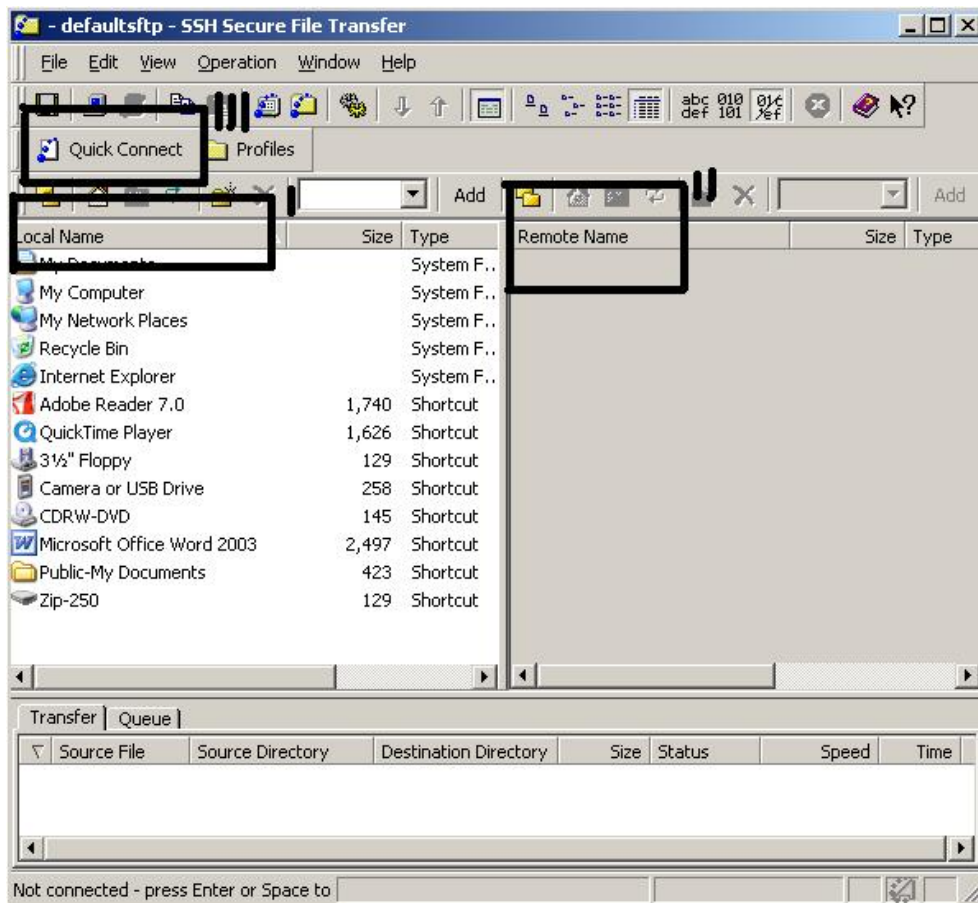 - defaultsftp - SSH Secure File Transfer
File Edit View Operation Window Help
abc def 010 101
Quick Connect Profiles
Add Add
Local Name Size Type Remote Name Size Type
My Documents System F..
My Computer System F..
My Network Places System F..
Recycle Bin System F..
Internet Explorer System F..
Adobe Reader 7.0 1,740 Shortcut
QuickTime Player 1,626 Shortcut
3½" Floppy 129 Shortcut
Camera or USB Drive 258 Shortcut
CDRW-DVD 145 Shortcut
Microsoft Office Word 2003 2,497 Shortcut
Public-My Documents 423 Shortcut
Zip-250 129 Shortcut
Transfer Queue
Source File Source Directory Destination Directory Size Status Speed Time
Not connected - press Enter or Space to